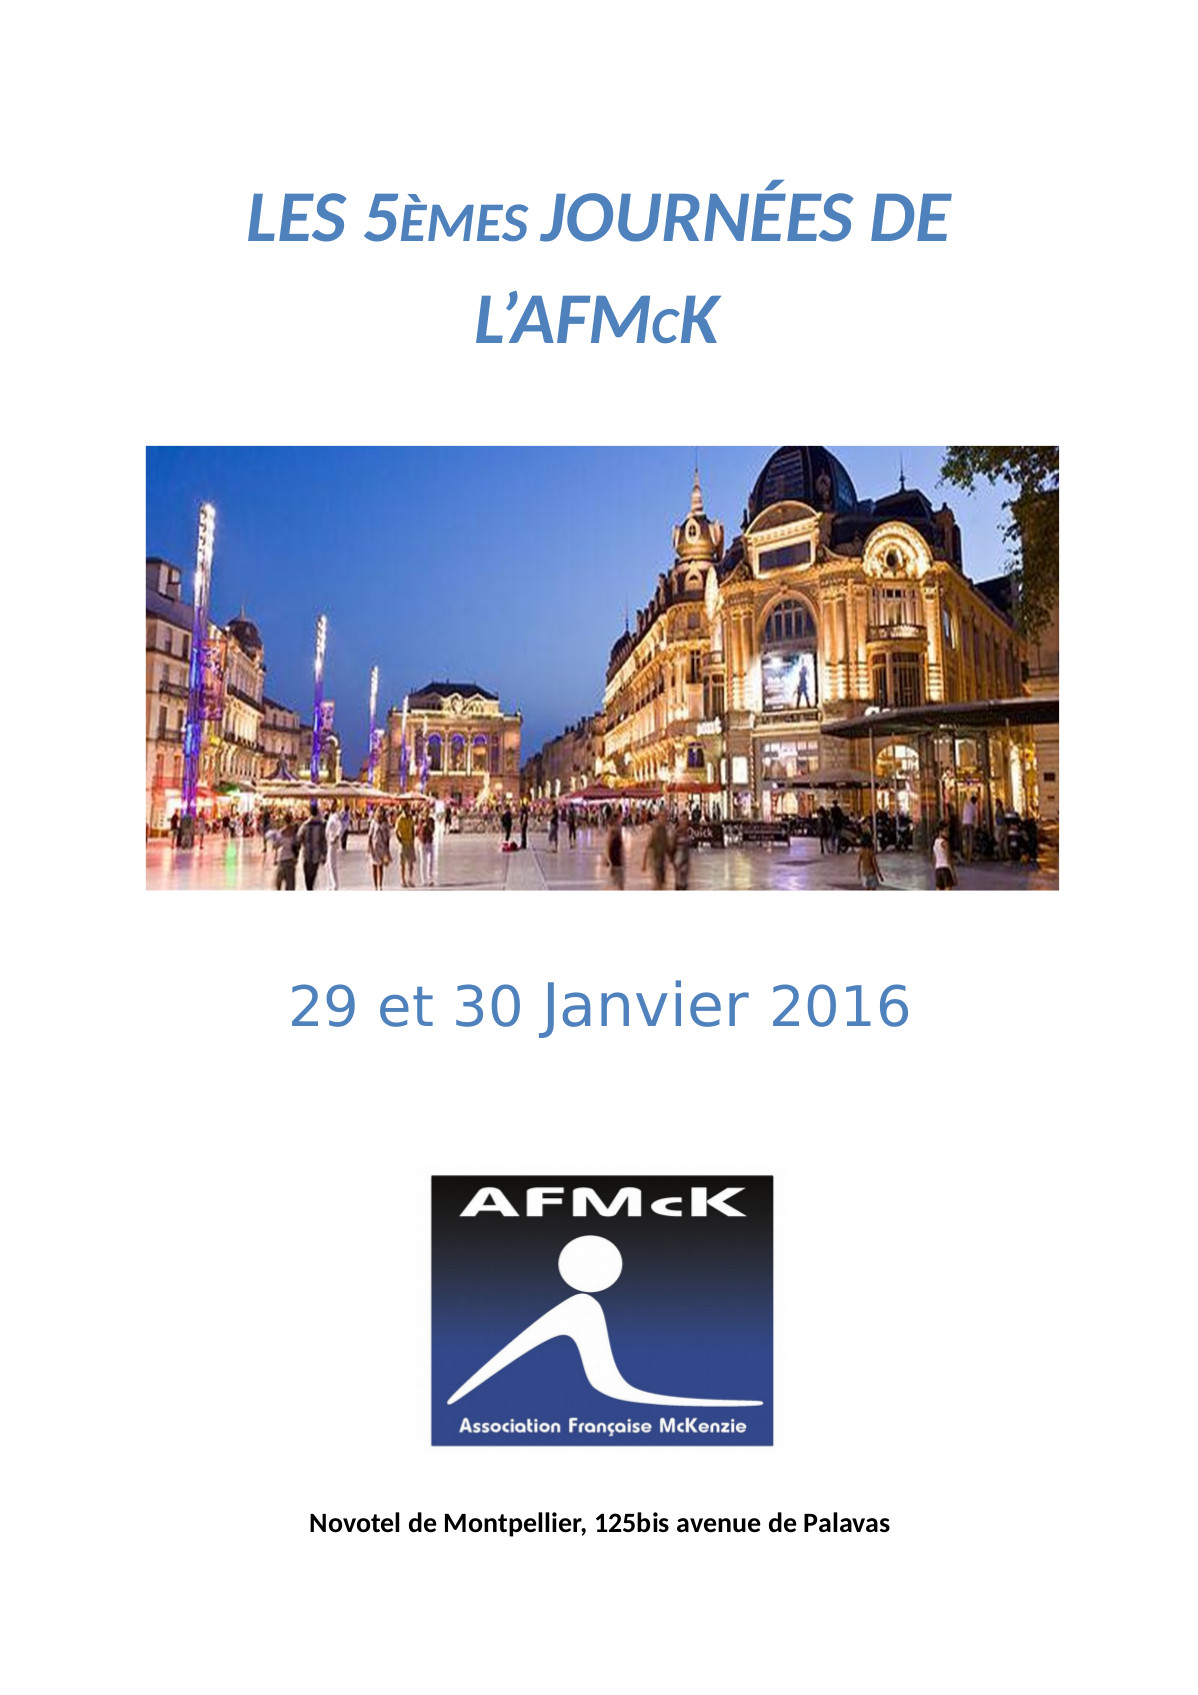 LES 5ÈMES JOURNÉES DE
L’AFMcK
Quick
29 et 30 Janvier 2016
AFMcK
Association Française McKenzie
Novotel de Montpellier, 125bis avenue de Palavas